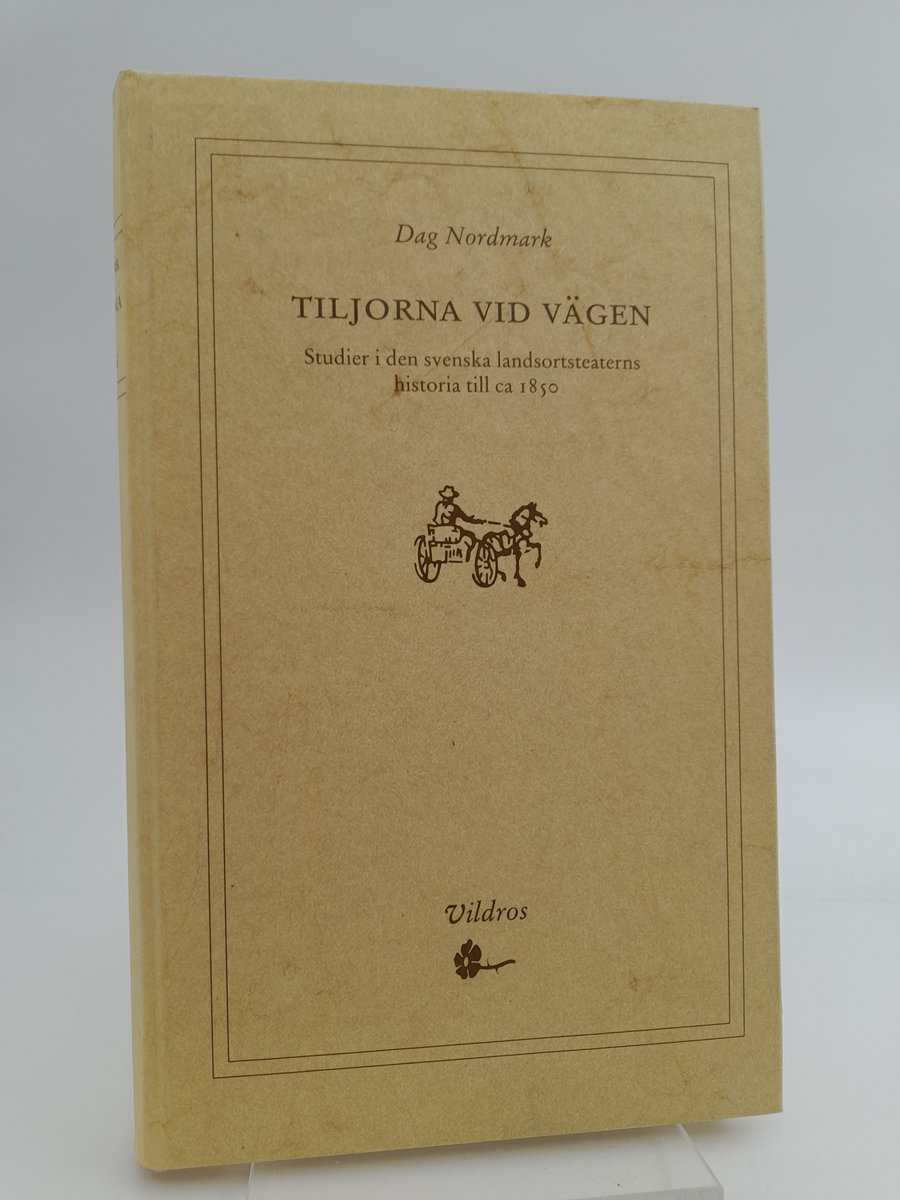 Dag Nordmark
TILJORNA VID VÄGEN
Studier i den svenska landsortsteaterns
historia till ca 1850
Vildros